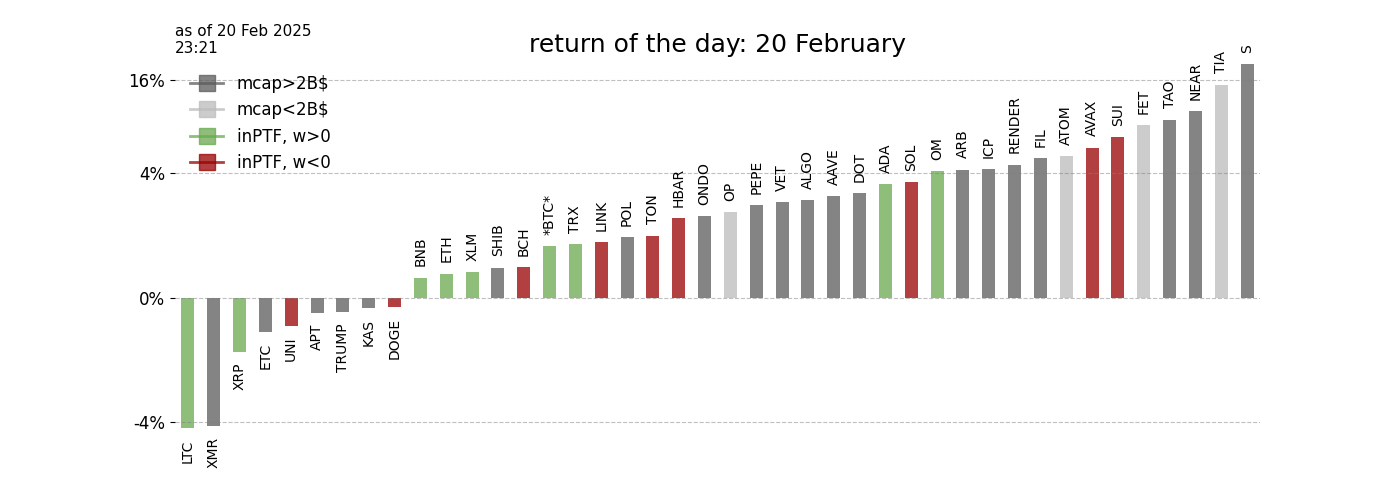 as of 20 Feb 2025
23:21
return of the day: 20 February
16%
4%
0%
-4%
mcap>2B$
mcap<2B$
inPTF, w>0
inPTF, w<0
LTC
XMR
XRP
ETC
UNI
APT
TRUMP
KAS
DOGE
BNB
ETH
XLM
SHIB
BCH
*BTC*
TRX
LINK
POL
TON
HBAR
ONDO
OP
PEPE
VET
ALGO
AAVE
DOT
ADA
SOL
OM
ARB
ICP
RENDER
FIL
ATOM
AVAX
SUI
FET
TAO
NEAR
TIA
S